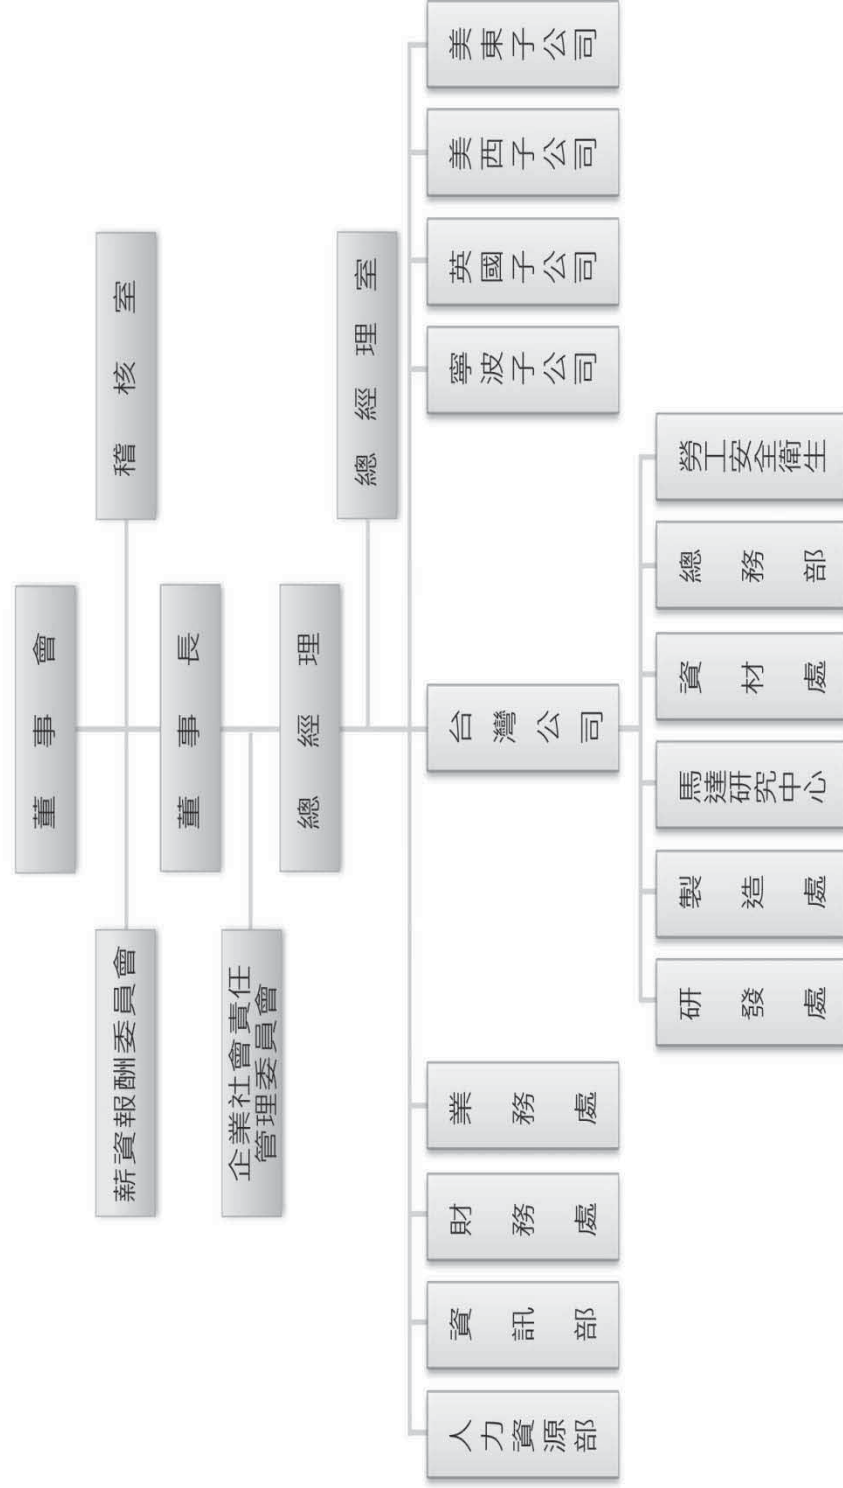 董事會
薪資報酬委員會
稽核室
董事長
企業社會責任
管理委員會
總經理
總經理室
人力資源部
資訊部
財務處
業務處
台灣公司
寧波子公司
英國子公司
美西子公司
美東子公司
研發處
製造處
馬達研究中心
資材處
總務部
勞工安全衛生